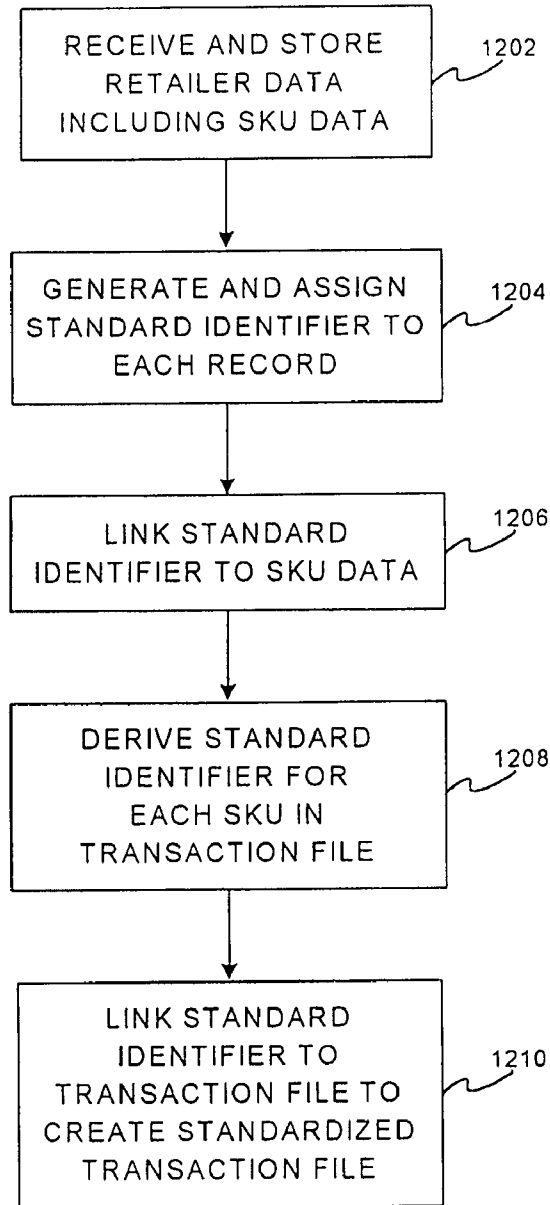 RECEIVE AND STORE
RETAILER DATA
INCLUDING SKU DATA
1202
GENERATE AND ASSIGN
STANDARD IDENTIFIER TO
EACH RECORD
1204
LINK STANDARD
IDENTIFIER TO SKU DATA
1206
DERIVE STANDARD
IDENTIFIER FOR
EACH SKU IN
TRANSACTION FILE
1208
LINK STANDARD
IDENTIFIER TO
TRANSACTION FILE TO
CREATE STANDARDIZED
TRANSACTION FILE
1210